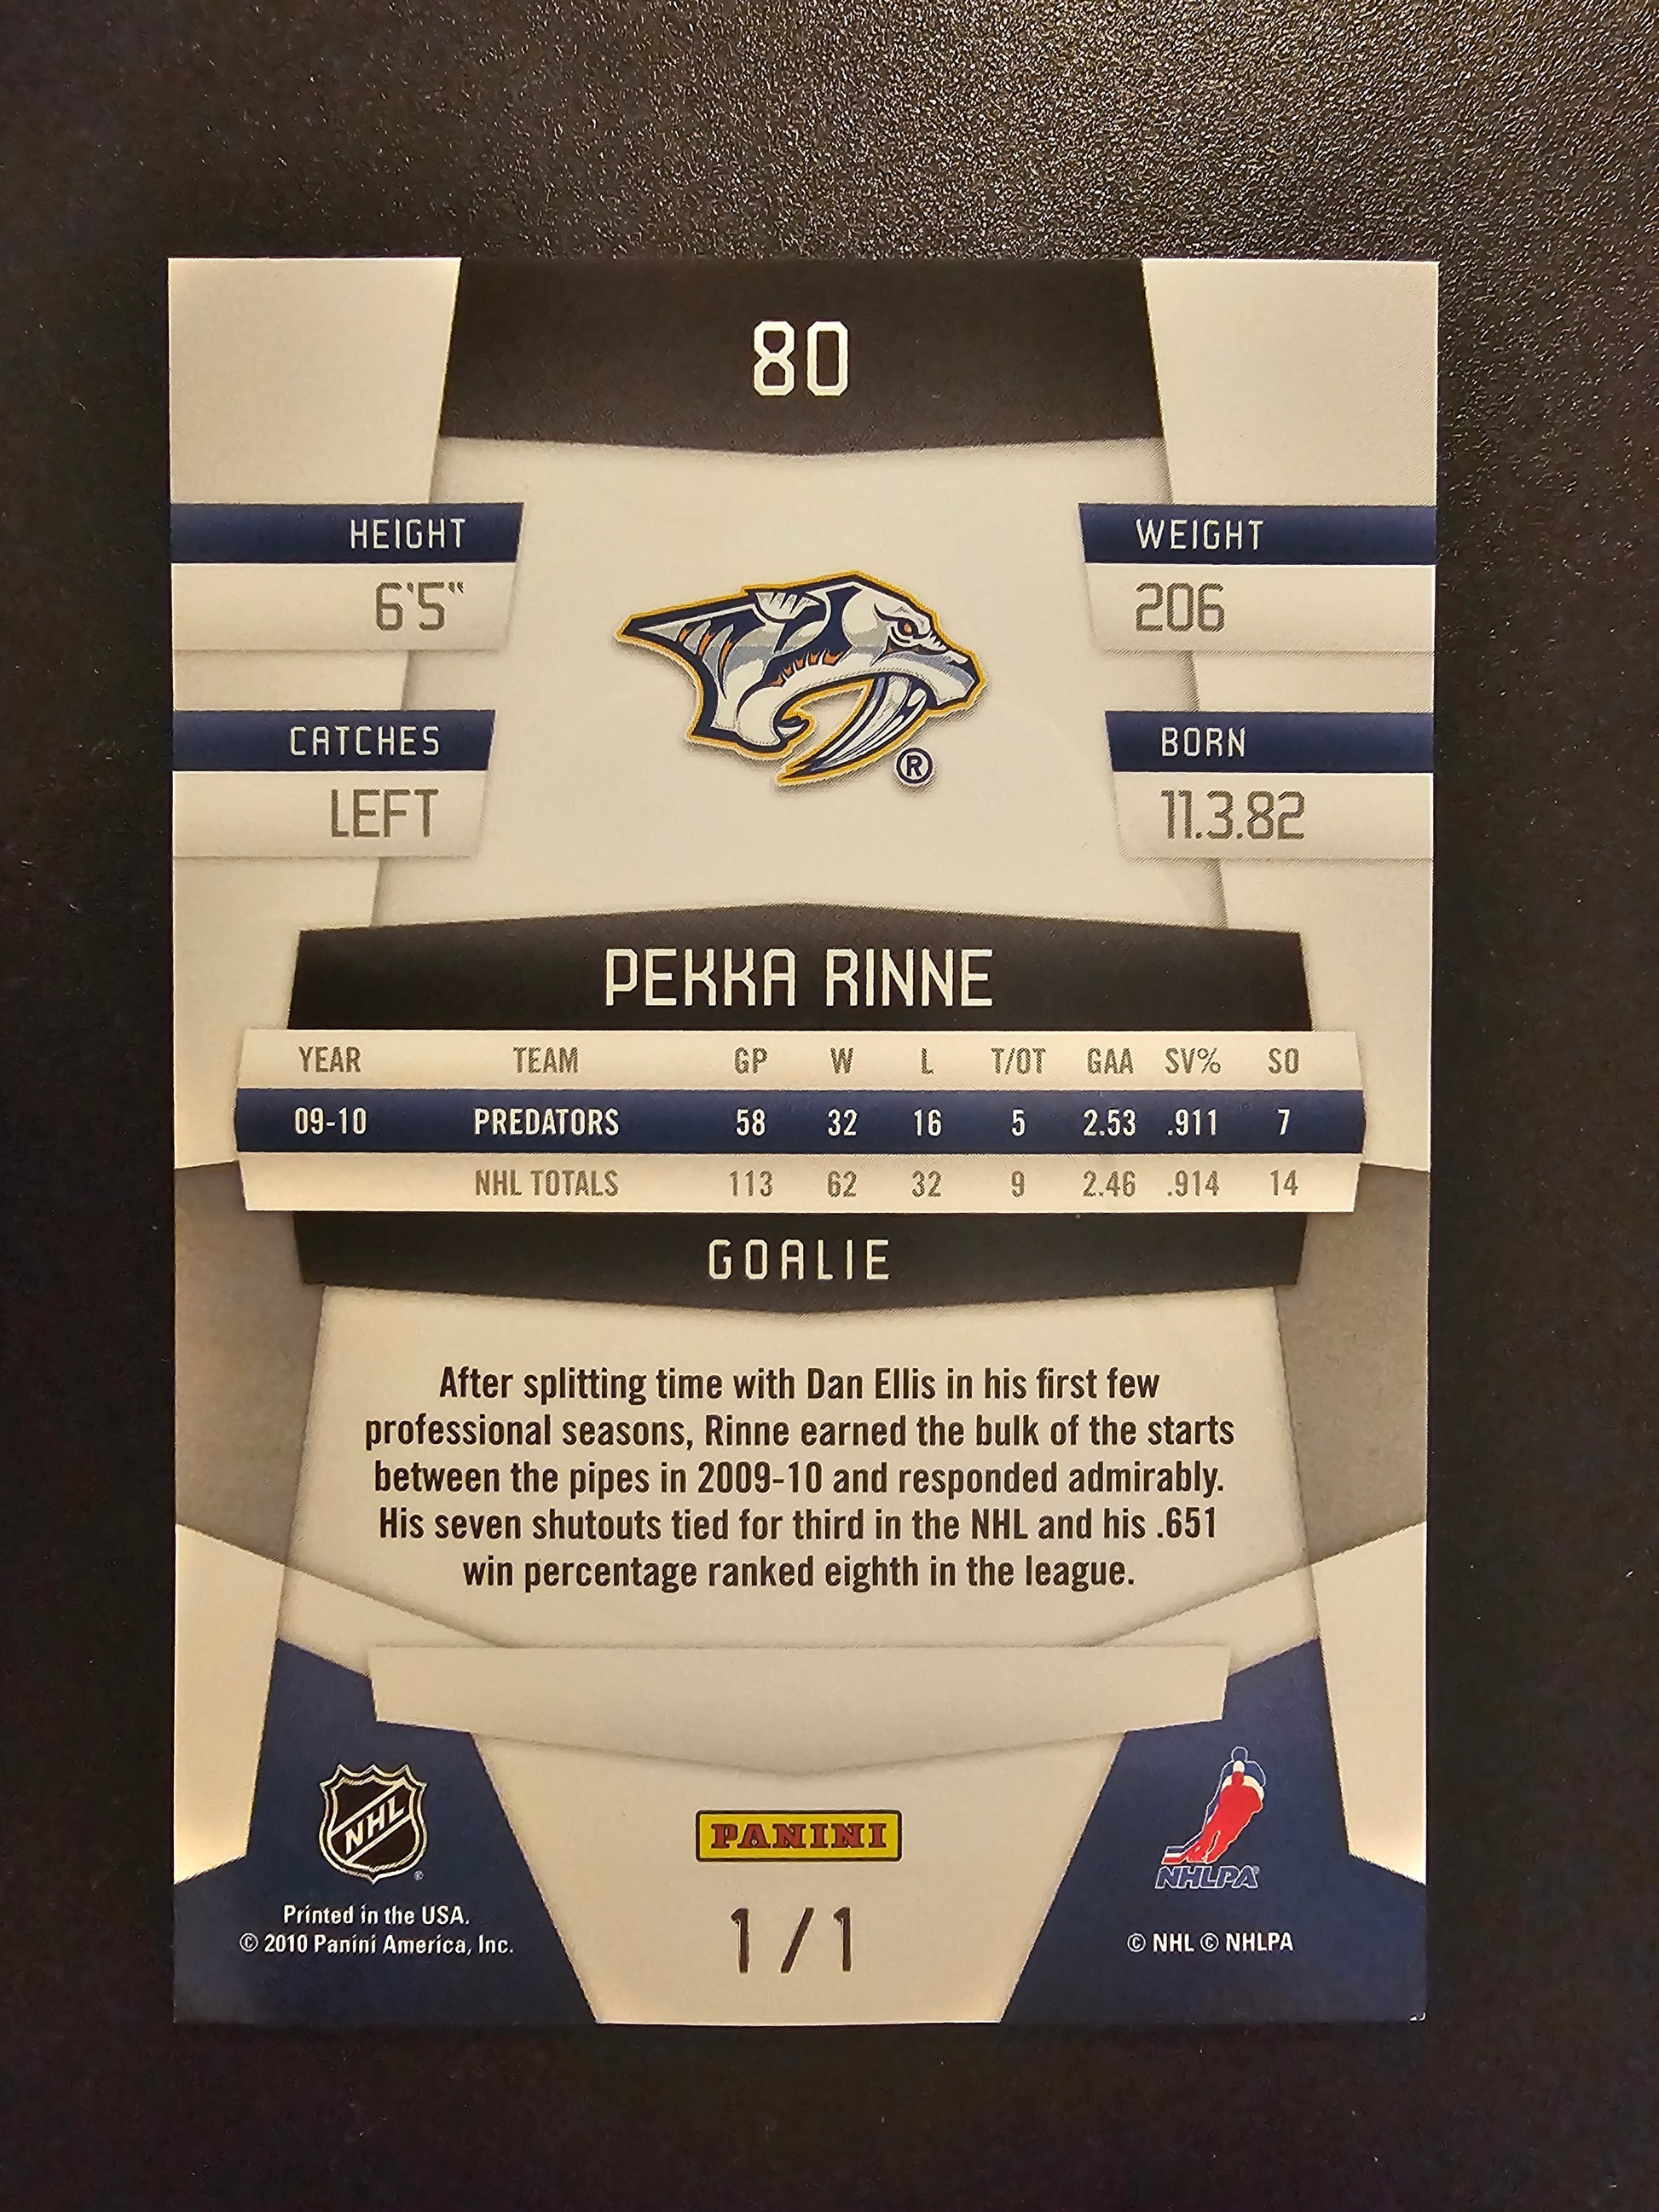 80
HEIGHT
6'5"
WEIGHT
206
®
CATCHES
LEFT
BORN
11.3.82
PEKKA RINNE
YEAR TEAM GP W L T/OT GAA SV% SO
09-10 PREDATORS 58 32 16 5 2.53 .911 7
NHL TOTALS 113 62 32 9 2.46 .914 14
GOALIE
After splitting time with Dan Ellis in his first few
professional seasons, Rinne earned the bulk of the starts
between the pipes in 2009-10 and responded admirably.
His seven shutouts tied for third in the NHL and his .651
win percentage ranked eighth in the league.
NHL
®
PANINI
NHLPA
Printed in the USA.
© 2010 Panini America, Inc.
1/1
© NHL © NHLPA